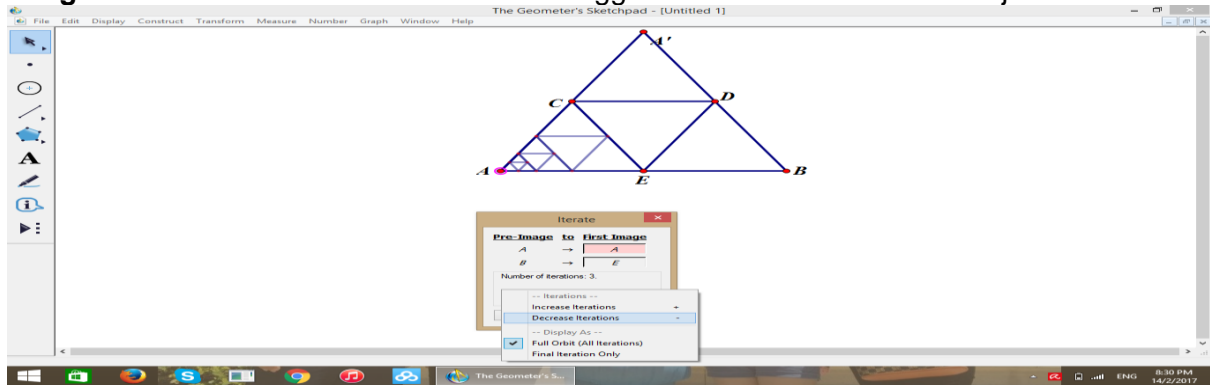 The Geometer's Sketchpad - [Untitled 1]
File Edit Display Construct Transform Measure Number Graph Window Help
A'
C
D
A
E
B
A
Iterate
Pre-Image to First Image
A → A
B → E
Number of iterations: 3.
-- Iterations --
Increase Iterations +
Decrease Iterations -
-- Display As --
Full Orbit (All Iterations)
Final Iteration Only
The Geometer's S...
ENG
8:30 PM
14/2/2017